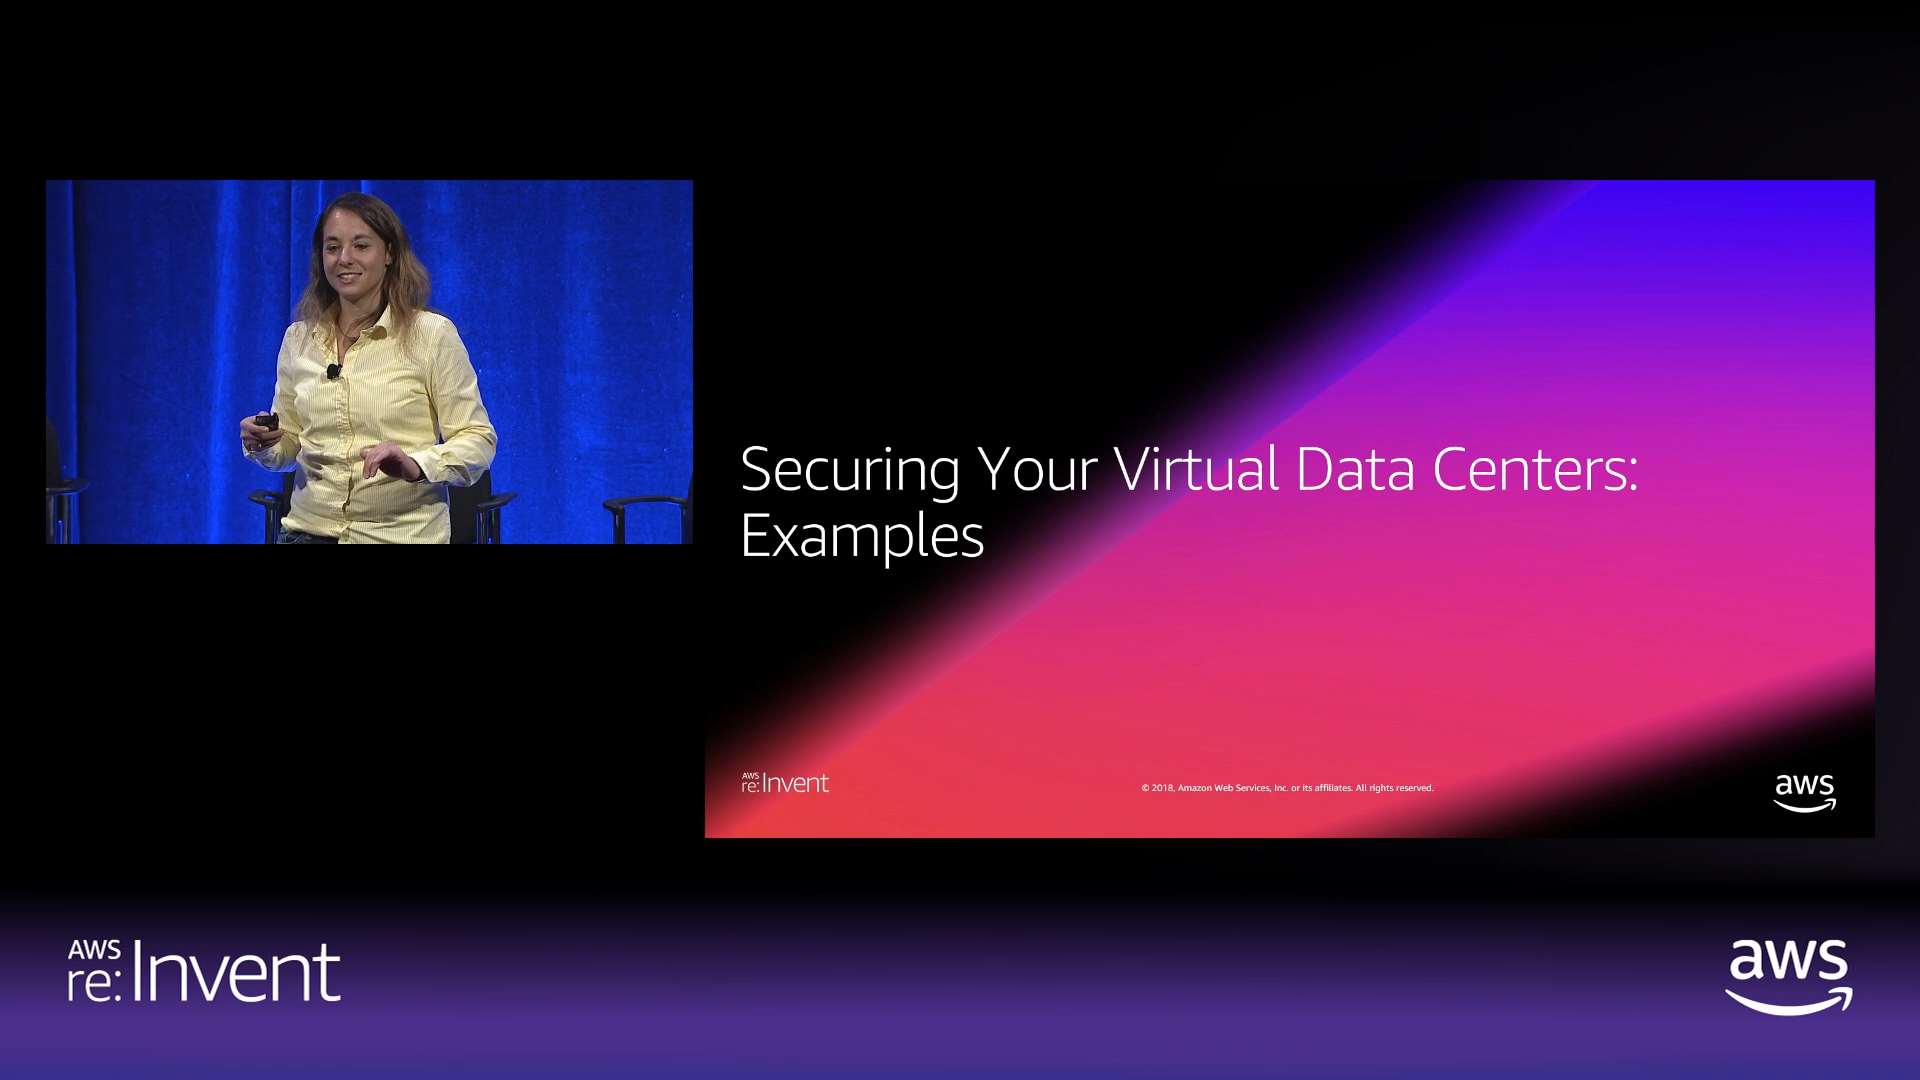 Securing Your Virtual Data Centers:
Examples
AWS
re:Invent
© 2018, Amazon Web Services, Inc. or its affiliates. All rights reserved.
aws
AWS
re:Invent
aws